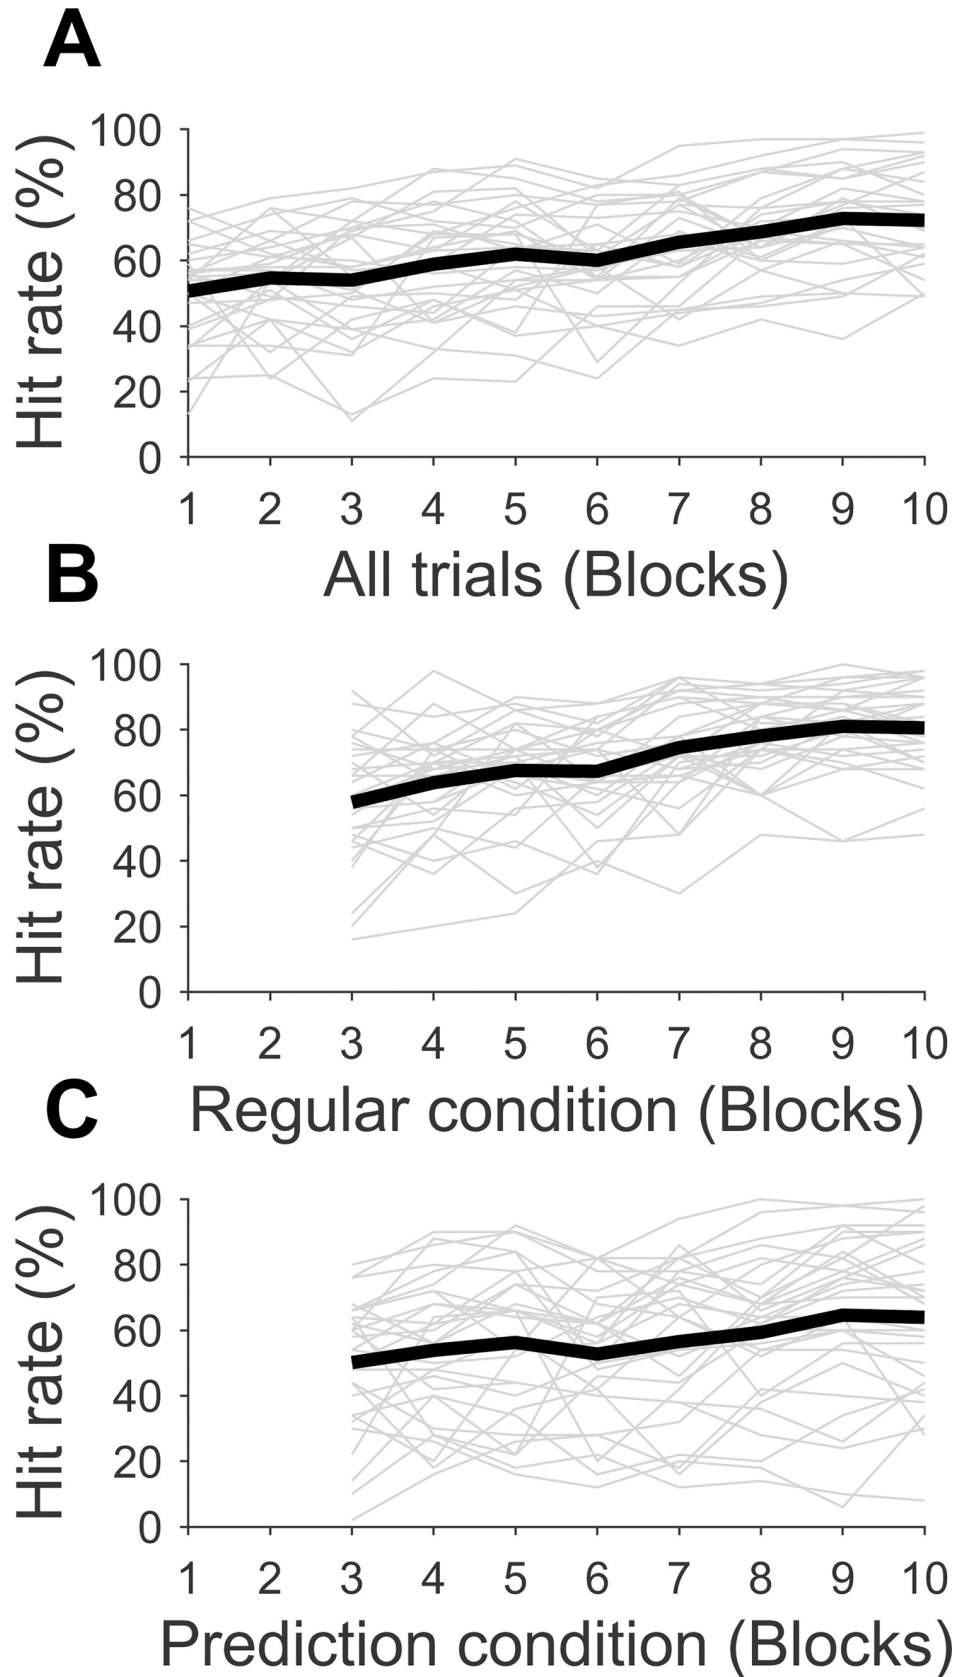 A
Hit rate (%)
100
80
60
40
20
0
1 2 3 4 5 6 7 8 9 10
All trials (Blocks)
B
Hit rate (%)
100
80
60
40
20
0
1 2 3 4 5 6 7 8 9 10
Regular condition (Blocks)
C
Hit rate (%)
100
80
60
40
20
0
1 2 3 4 5 6 7 8 9 10
Prediction condition (Blocks)